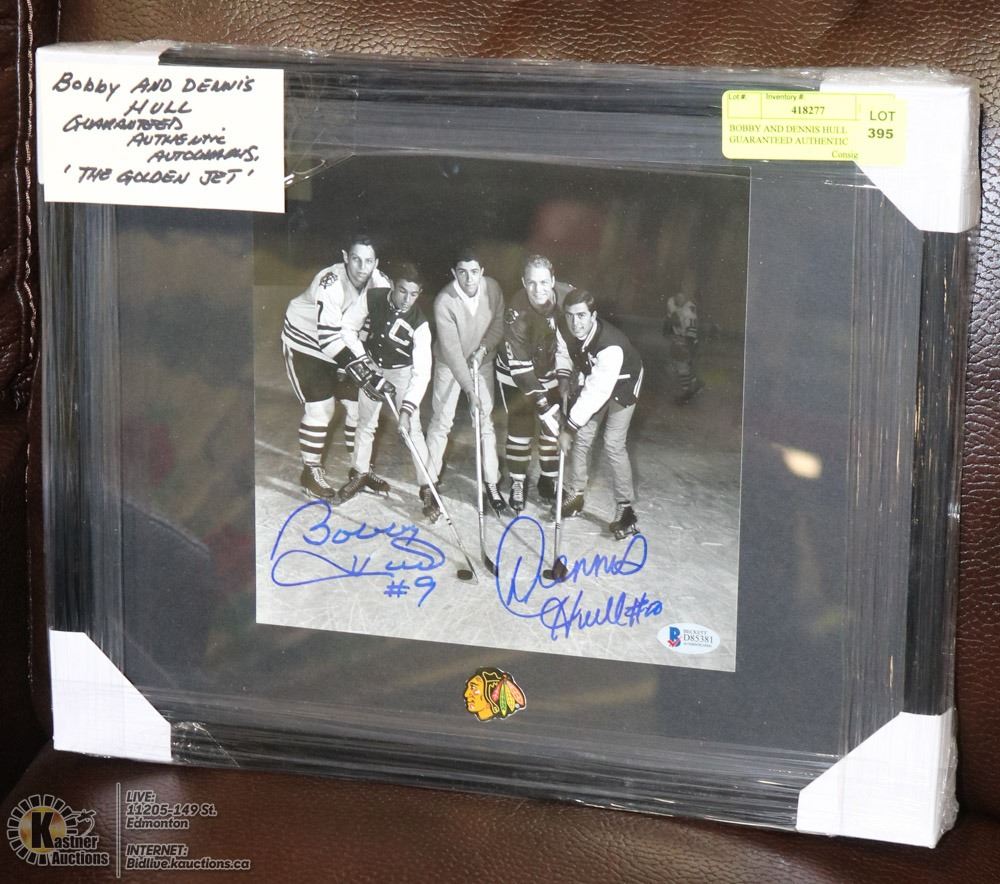 Bobby AND DENNIS
HULL
GUARANTEED
AUTHENTIC
AUTOGRAPHS.
'THE GOLDEN JET'
Lot #:
Inventory #:
418277
LOT
395
BOBBY AND DENNIS HULL
GUARANTEED AUTHENTIC
Consig
Bobby
Hull
#9
Dennis
Hull #10
BECKETT
D85381
Kastner
Auctions
LIVE:
11205-149 St.
Edmonton
INTERNET:
Bidlive.kauctions.ca